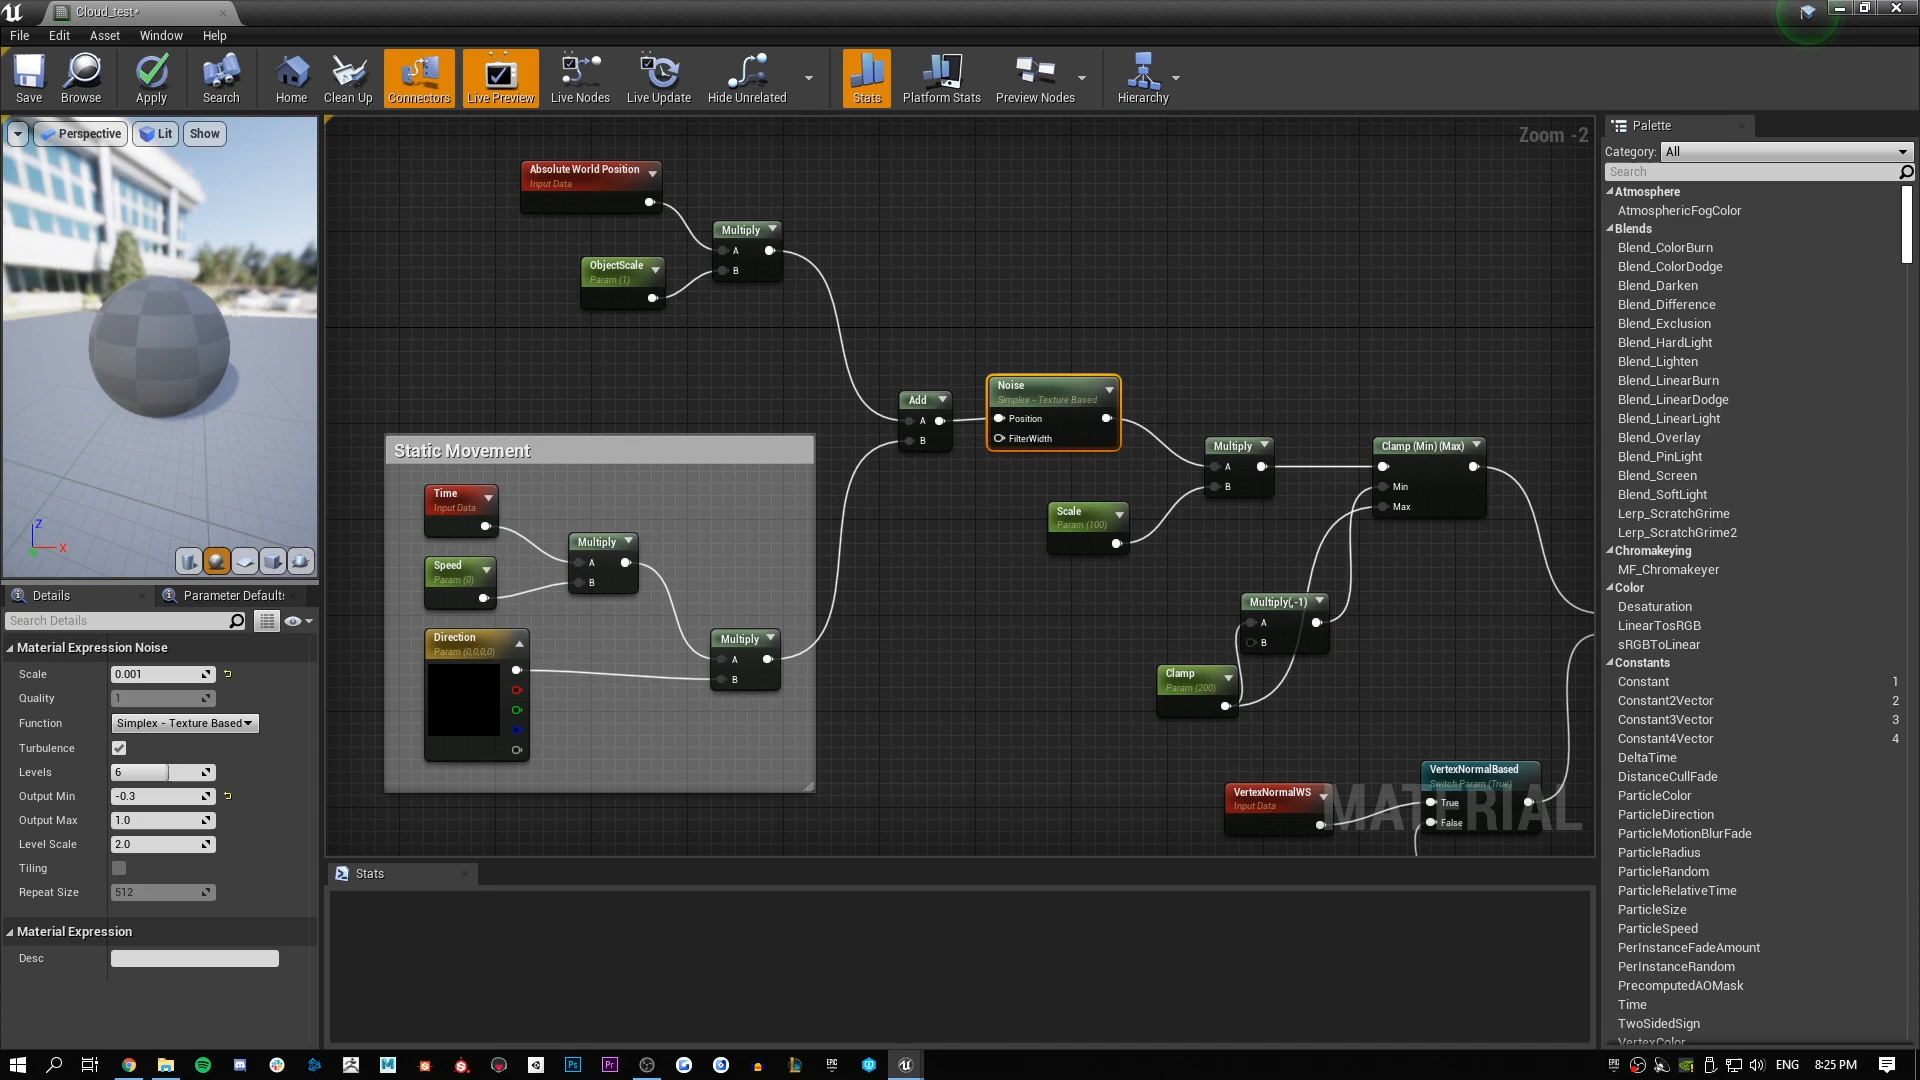 Cloud_test*
File Edit Asset Window Help
Save Browse Apply Search Home Clean Up Connectors Live Preview Live Nodes Live Update Hide Unrelated Stats Platform Stats Preview Nodes Hierarchy
Perspective Lit Show
Z
X
Zoom -2
Absolute World Position
Input Data
Multiply
A
B
ObjectScale
Param (1)
Add
A
B
Noise
Simplex - Texture Based
Position
FilterWidth
Static Movement
Time
Input Data
Speed
Param (0)
Multiply
A
B
Direction
Param (0,0,0,0)
Multiply
A
B
Multiply
A
B
Scale
Param (100)
Clamp (Min) (Max)
Min
Max
Multiply(,-1)
A
B
Clamp
Param (200)
VertexNormalWS
Input Data
VertexNormalBased
Switch Param (True)
True
False
MATERIAL
Details Parameter Defaults
Search Details
Material Expression Noise
Scale 0.001
Quality 1
Function Simplex - Texture Based
Turbulence
Levels 6
Output Min -0.3
Output Max 1.0
Level Scale 2.0
Tiling
Repeat Size 512
Material Expression
Desc
Stats
Palette
Category: All
Search
Atmosphere
AtmosphericFogColor
Blends
Blend_ColorBurn
Blend_ColorDodge
Blend_Darken
Blend_Difference
Blend_Exclusion
Blend_HardLight
Blend_Lighten
Blend_LinearBurn
Blend_LinearDodge
Blend_LinearLight
Blend_Overlay
Blend_PinLight
Blend_Screen
Blend_SoftLight
Lerp_ScratchGrime
Lerp_ScratchGrime2
Chromakeying
MF_Chromakeyer
Color
Desaturation
LinearTosRGB
sRGBToLinear
Constants
Constant 1
Constant2Vector 2
Constant3Vector 3
Constant4Vector 4
DeltaTime
DistanceCullFade
ParticleColor
ParticleDirection
ParticleMotionBlurFade
ParticleRadius
ParticleRandom
ParticleRelativeTime
ParticleSize
ParticleSpeed
PerInstanceFadeAmount
PerInstanceRandom
PrecomputedAOMask
Time
TwoSidedSign
VertexColor
Ps Pr
ENG 8:25 PM